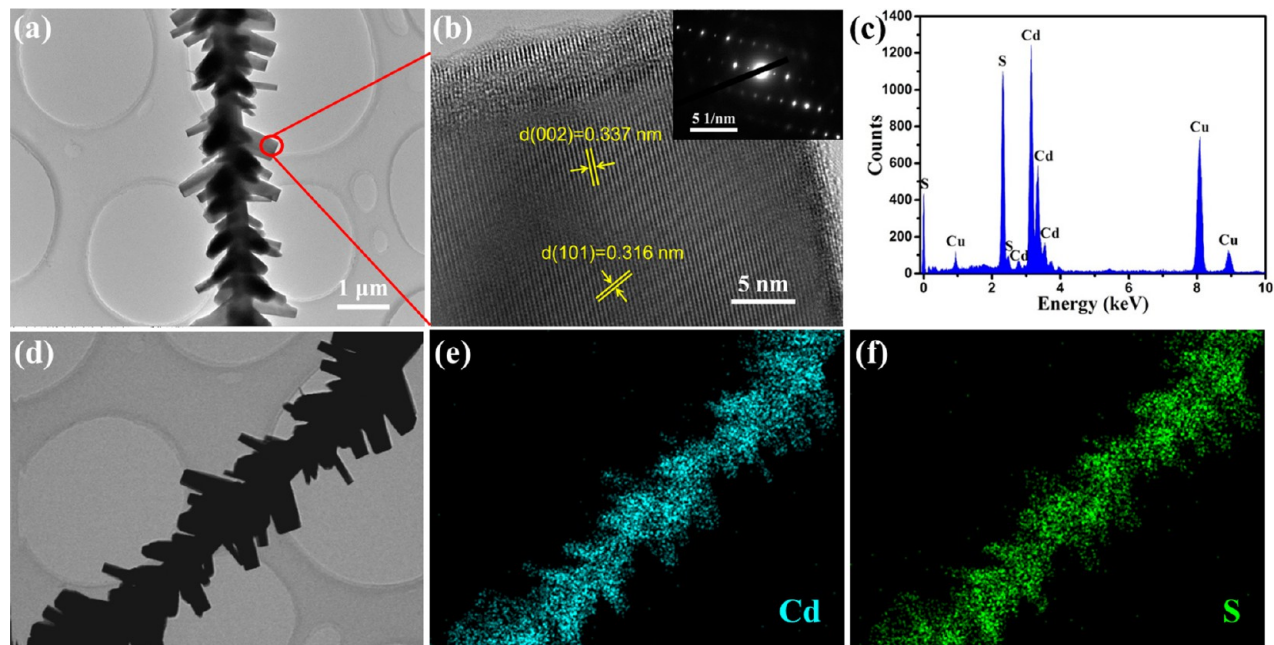 (a)
1 μm
(b)
d(002)=0.337 nm
d(101)=0.316 nm
5 nm
5 1/nm
(c)
Counts
1400
1200
1000
800
600
400
200
0
S
Cu
S
S
Cd
Cd
Cd
Cd
Cu
Cu
0 2 4 6 8 10
Energy (keV)
(d)
(e)
Cd
(f)
S